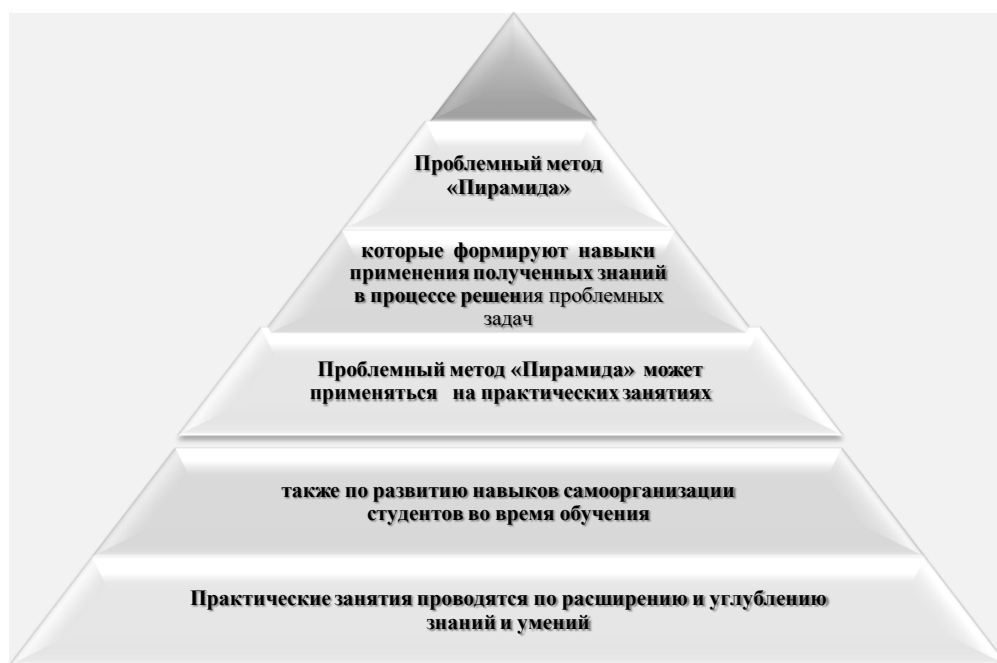 Проблемный метод
«Пирамида»
которые формируют навыки
применения полученных знаний
в процессе решения проблемных
задач
Проблемный метод «Пирамида» может
применяться на практических занятиях
также по развитию навыков самоорганизации
студентов во время обучения
Практические занятия проводятся по расширению и углублению
знаний и умений